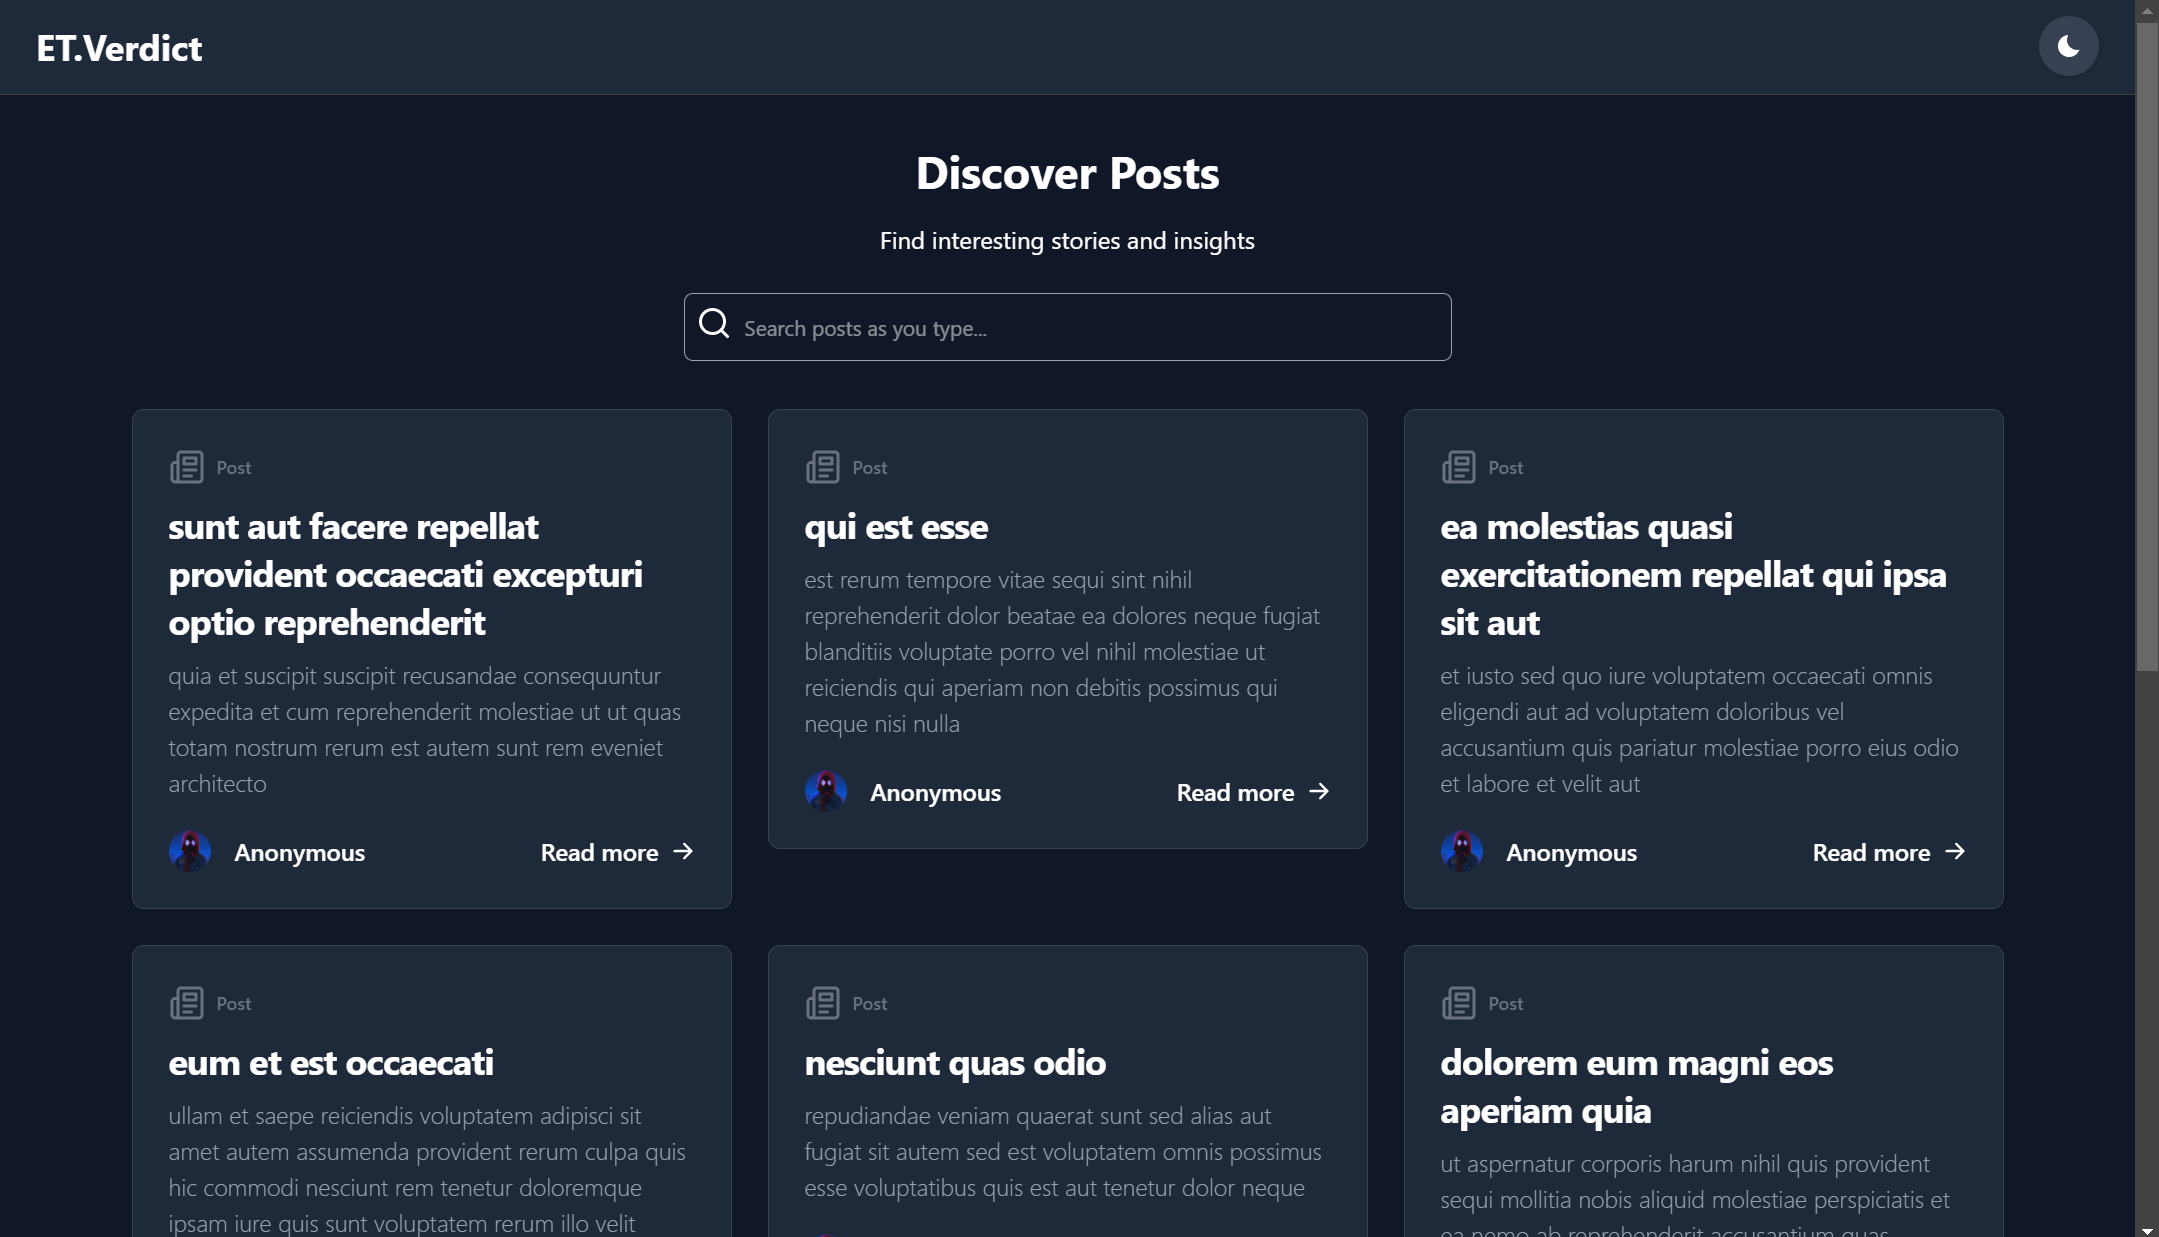 ET.Verdict
Discover Posts
Find interesting stories and insights
Search posts as you type...
Post
sunt aut facere repellat
provident occaecati excepturi
optio reprehenderit
quia et suscipit suscipit recusandae consequuntur
expedita et cum reprehenderit molestiae ut ut quas
totam nostrum rerum est autem sunt rem eveniet
architecto
Anonymous
Read more
Post
qui est esse
est rerum tempore vitae sequi sint nihil
reprehenderit dolor beatae ea dolores neque fugiat
blanditiis voluptate porro vel nihil molestiae ut
reiciendis qui aperiam non debitis possimus qui
neque nisi nulla
Anonymous
Read more
Post
ea molestias quasi
exercitationem repellat qui ipsa
sit aut
et iusto sed quo iure voluptatem occaecati omnis
eligendi aut ad voluptatem doloribus vel
accusantium quis pariatur molestiae porro eius odio
et labore et velit aut
Anonymous
Read more
Post
eum et est occaecati
ullam et saepe reiciendis voluptatem adipisci sit
amet autem assumenda provident rerum culpa quis
hic commodi nesciunt rem tenetur doloremque
ipsam iure quis sunt voluptatem rerum illo velit
Post
nesciunt quas odio
repudiandae veniam quaerat sunt sed alias aut
fugiat sit autem sed est voluptatem omnis possimus
esse voluptatibus quis est aut tenetur dolor neque
Post
dolorem eum magni eos
aperiam quia
ut aspernatur corporis harum nihil quis provident
sequi mollitia nobis aliquid molestiae perspiciatis et
ea nemo ab reprehenderit accusantium quas